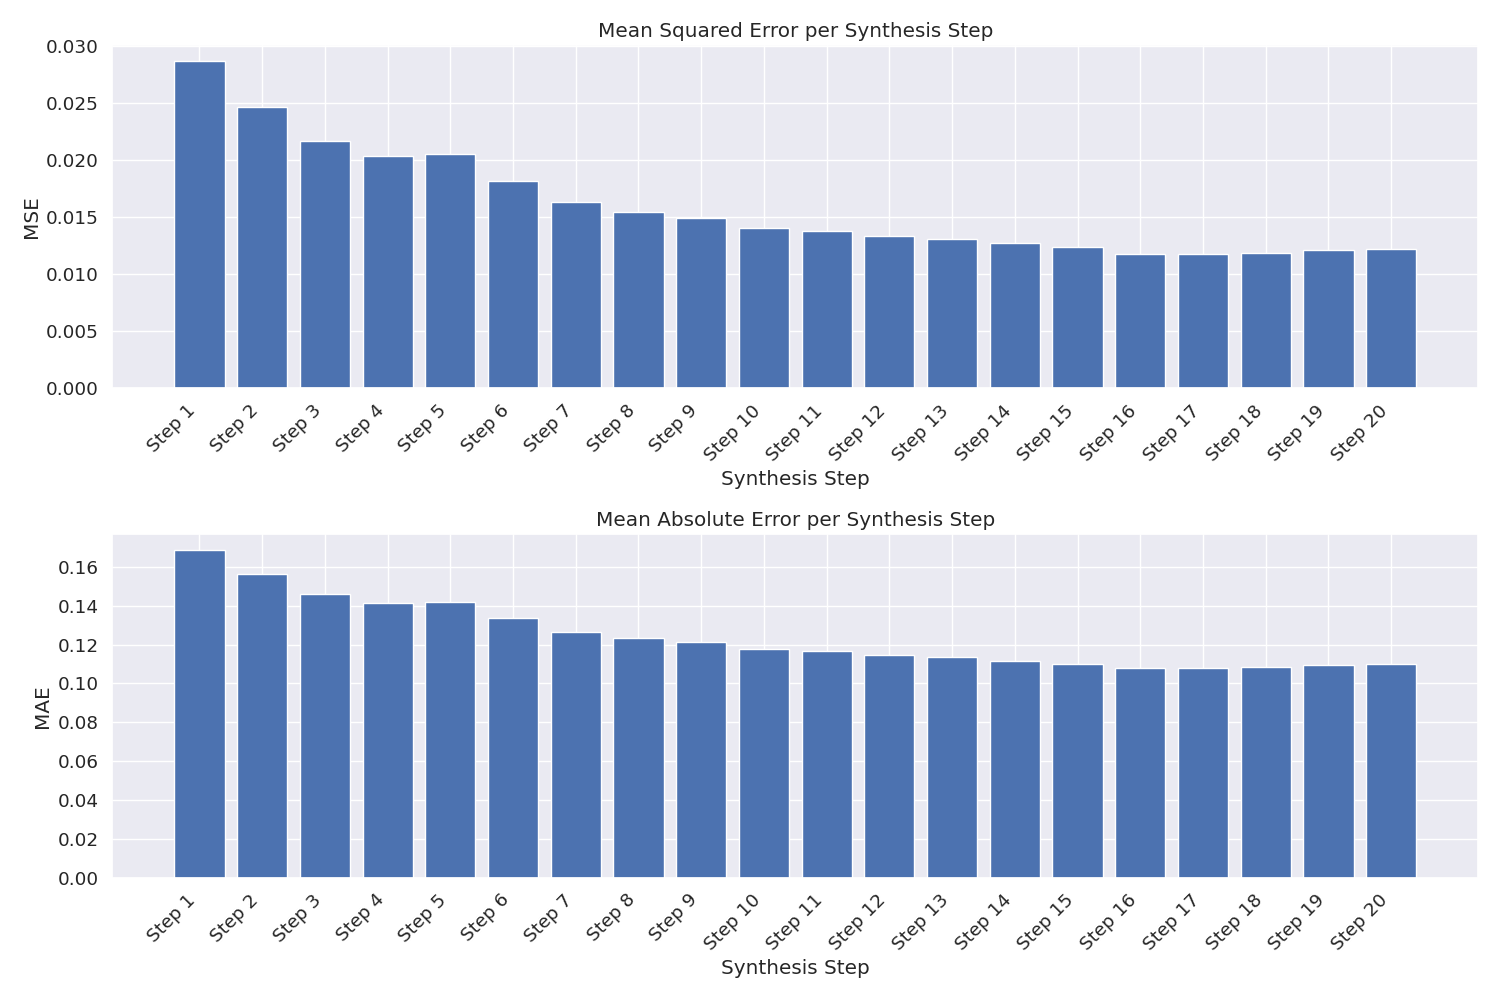 Mean Squared Error per Synthesis Step
0.030
0.025
0.020
0.015
0.010
0.005
0.000
MSE
Step 1
Step 2
Step 3
Step 4
Step 5
Step 6
Step 7
Step 8
Step 9
Step 10
Step 11
Step 12
Step 13
Step 14
Step 15
Step 16
Step 17
Step 18
Step 19
Step 20
Synthesis Step
Mean Absolute Error per Synthesis Step
0.16
0.14
0.12
0.10
0.08
0.06
0.04
0.02
0.00
MAE
Step 1
Step 2
Step 3
Step 4
Step 5
Step 6
Step 7
Step 8
Step 9
Step 10
Step 11
Step 12
Step 13
Step 14
Step 15
Step 16
Step 17
Step 18
Step 19
Step 20
Synthesis Step